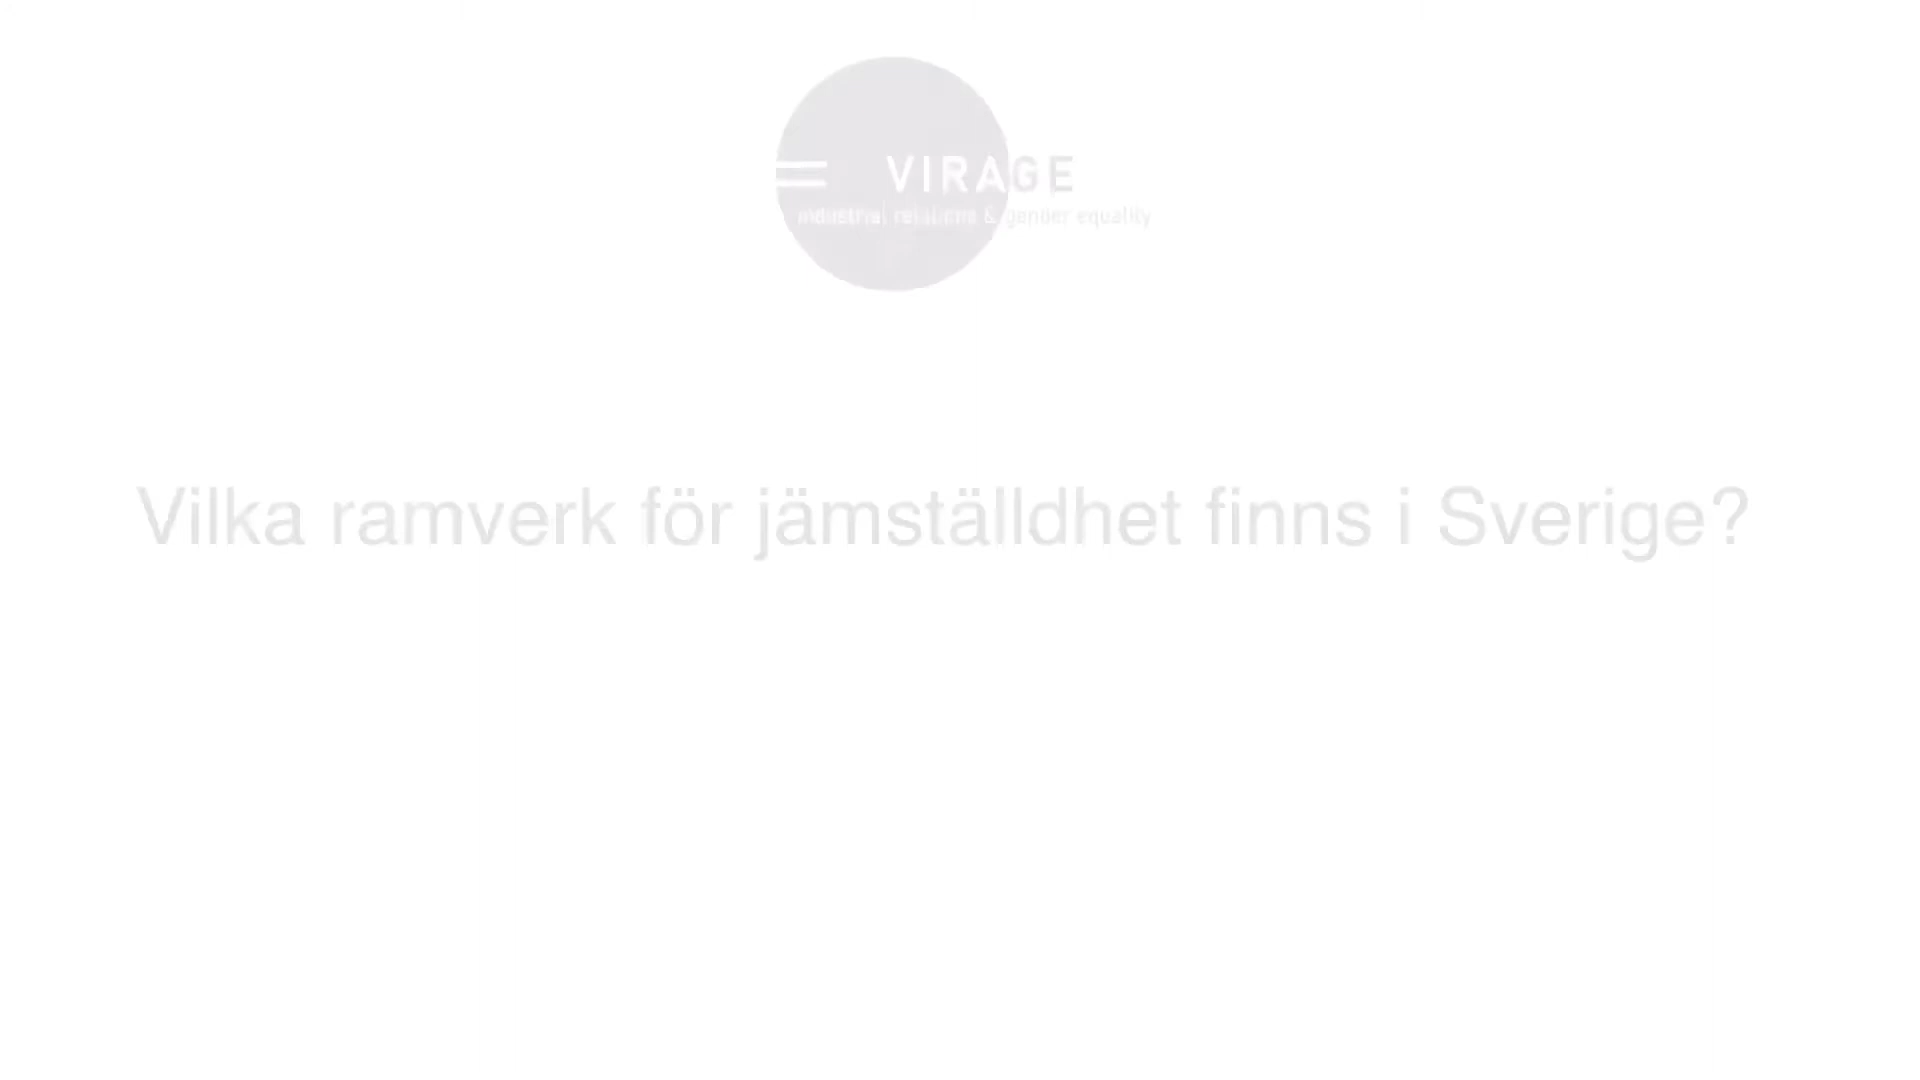 VIRAGE
industrial relations & gender equality
Vilka ramverk för jämställdhet finns i Sverige?